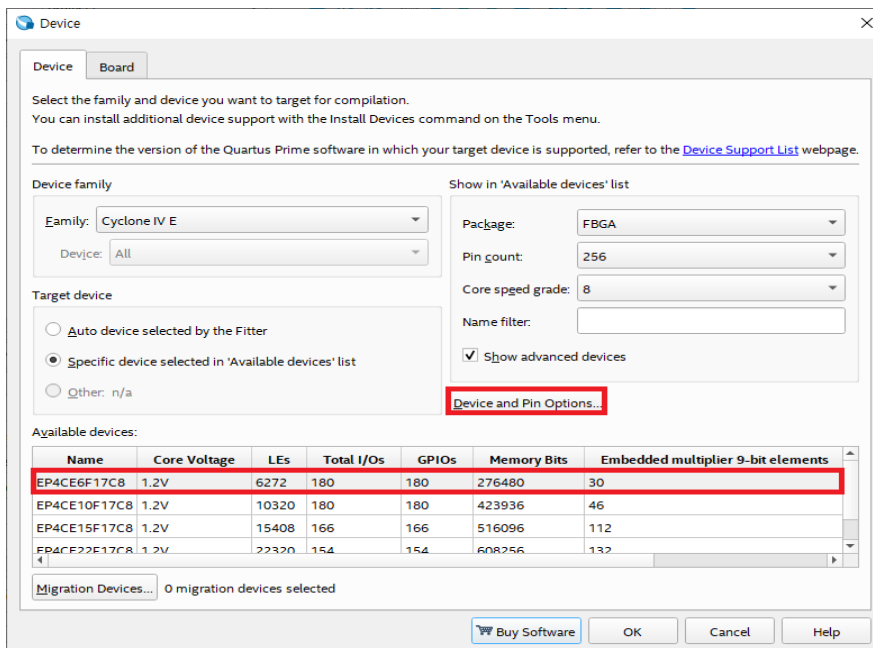 Device
Device Board
Select the family and device you want to target for compilation.
You can install additional device support with the Install Devices command on the Tools menu.
To determine the version of the Quartus Prime software in which your target device is supported, refer to the Device Support List webpage.
Device family
Family: Cyclone IV E
Device: All
Show in 'Available devices' list
Package: FBGA
Pin count: 256
Core speed grade: 8
Name filter:
Show advanced devices
Target device
Auto device selected by the Fitter
Specific device selected in 'Available devices' list
Other: n/a
Device and Pin Options...
Available devices:
Name Core Voltage LEs Total I/Os GPIOs Memory Bits Embedded multiplier 9-bit elements
EP4CE6F17C8 1.2V 6272 180 180 276480 30
EP4CE10F17C8 1.2V 10320 180 180 423936 46
EP4CE15F17C8 1.2V 15408 166 166 516096 112
EP4CE22F17C8 1.2V 22320 154 154 608256 132
Migration Devices... 0 migration devices selected
Buy Software OK Cancel Help